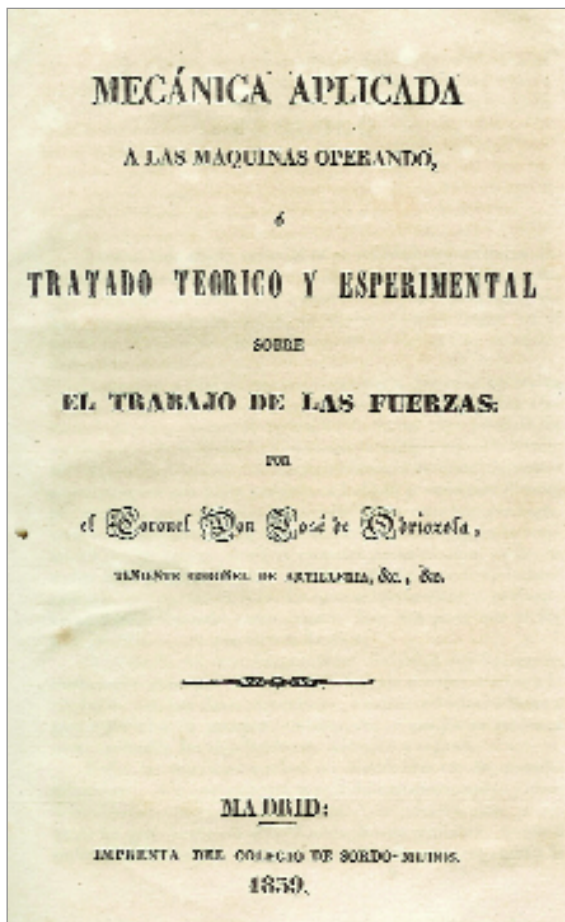 MECÁNICA APLICADA
A LAS MAQUINAS OPERANDO,
ó
TRATADO TEORICO Y ESPERIMENTAL
SOBRE
EL TRABAJO DE LAS FUERZAS:
POR
el Coronel Don José de Odriozola,
TENIENTE CORONEL DE ARTILLERIA, &c., &c.
MADRID:
IMPRENTA DEL COLEGIO DE SORDO-MUDOS.
1839.